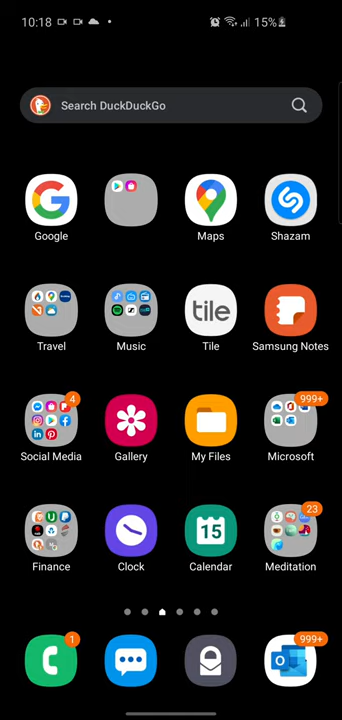 10:18
15%
Search DuckDuckGo
Google
Maps
Shazam
tile
Travel
Music
Tile
Samsung Notes
4
999+
Social Media
Gallery
My Files
Microsoft
15
23
Finance
Clock
Calendar
Meditation
1
999+